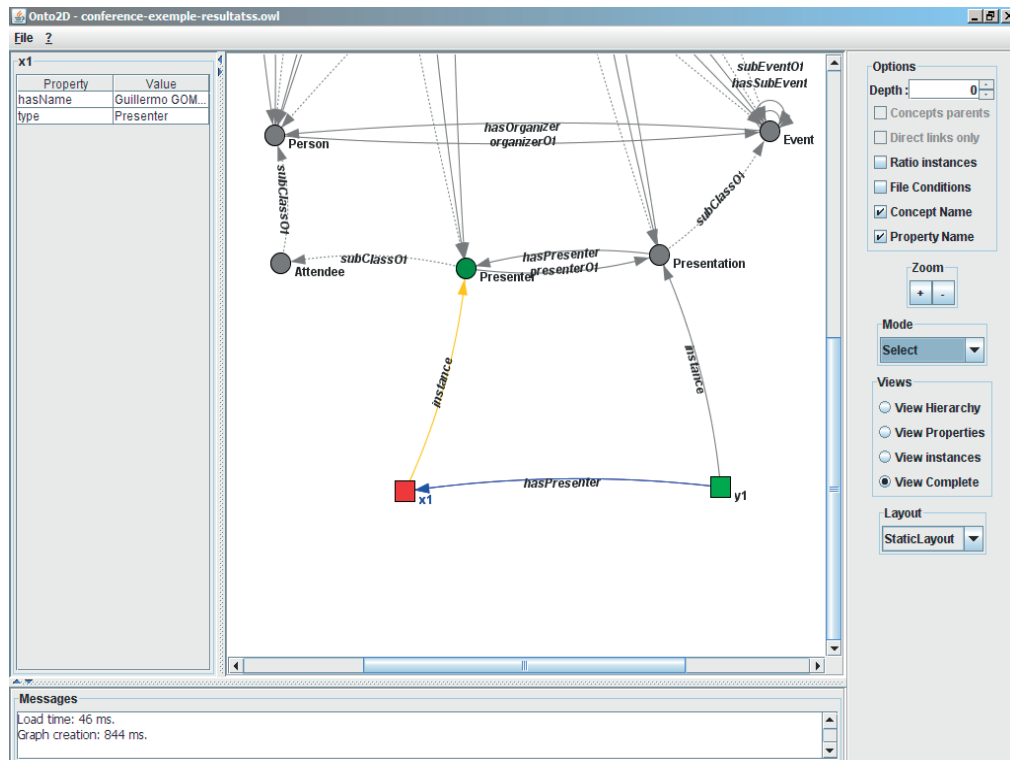 Onto2D - conference-exemple-resultatss.owl
File ?
x1
Property Value
hasName Guillermo GOM...
type Presenter
subEventOf
hasSubEvent
hasOrganizer
organizerOf
Person
Event
subClassOf
subClassOf
Attendee
subClassOf
Presenter
hasPresenter
presenterOf
Presentation
instance
instance
hasPresenter
x1
y1
Options
Depth : 0
Concepts parents
Direct links only
Ratio instances
File Conditions
Concept Name
Property Name
Zoom
+ -
Mode
Select
Views
View Hierarchy
View Properties
View instances
View Complete
Layout
StaticLayout
Messages
Load time: 46 ms.
Graph creation: 844 ms.